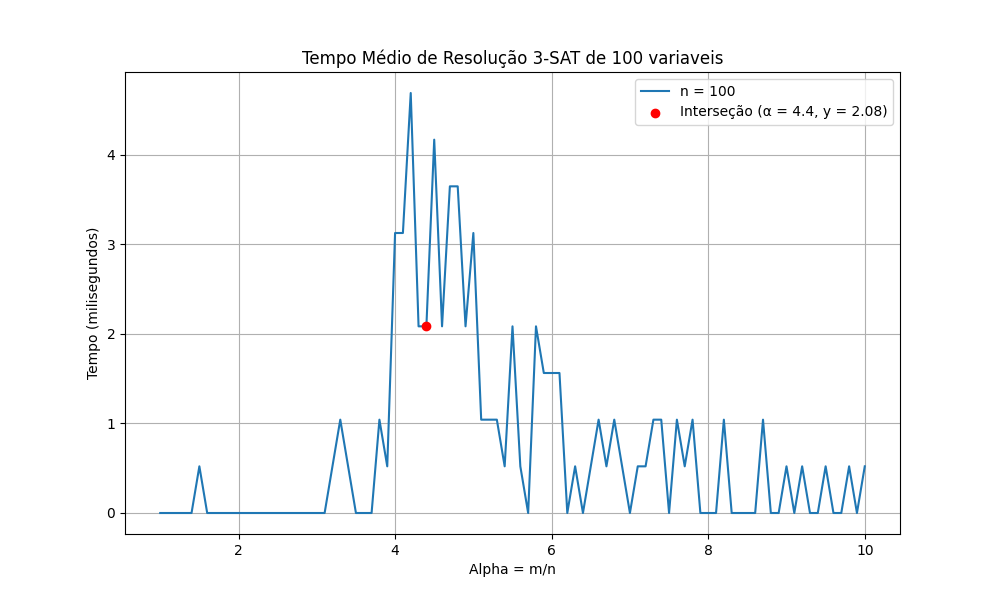 Tempo Médio de Resolução 3-SAT de 100 variaveis
n = 100
Interseção (α = 4.4, y = 2.08)
Tempo (milisegundos)
4
3
2
1
0
2
4
6
8
10
Alpha = m/n